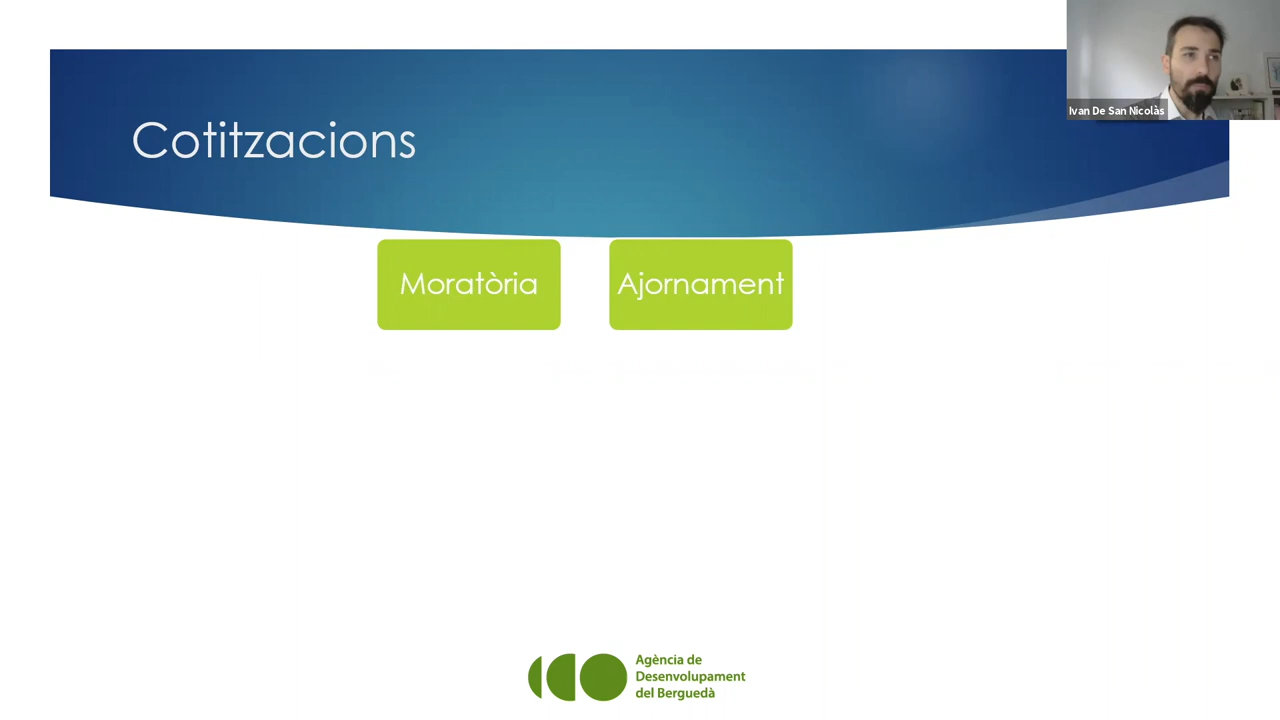 Ivan De San Nicolàs
Cotitzacions
Moratòria
Ajornament
Agència de
Desenvolupament
del Berguedà